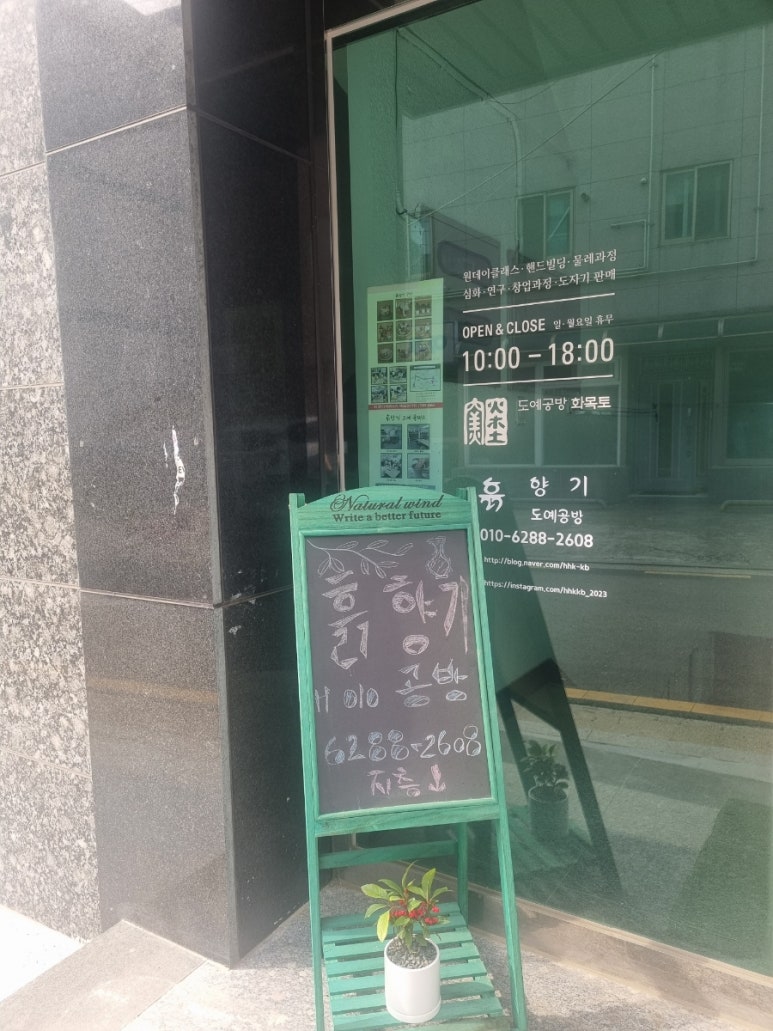 원데이클래스·핸드빌딩·물레과정
심화·연구·창업과정·도자기 판매
OPEN & CLOSE 일·월요일 휴무
10:00 – 18:00
도예공방 화목토
흙 향기
도예공방
010-6288-2608
http://blog.naver.com/hhk-kb
https://instagram.com/hhkkb_2023
Natural wind
Write a better future
흙 향기
공방
H 010
6288-2608
지층 ↓